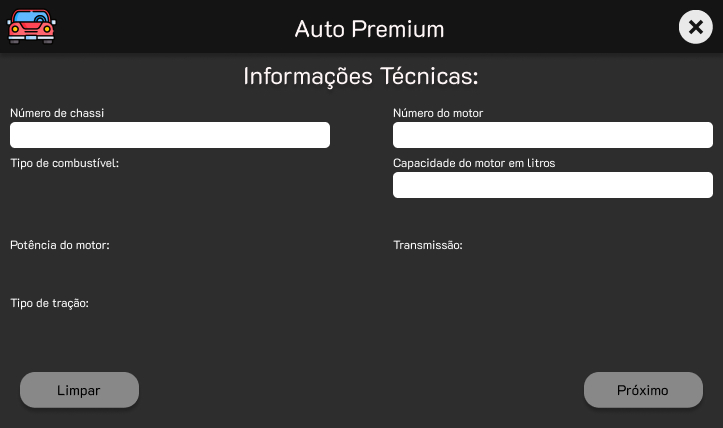 Auto Premium
Informações Técnicas:
Número de chassi
Número do motor
Tipo de combustível:
Capacidade do motor em litros
Potência do motor:
Transmissão:
Tipo de tração:
Limpar
Próximo